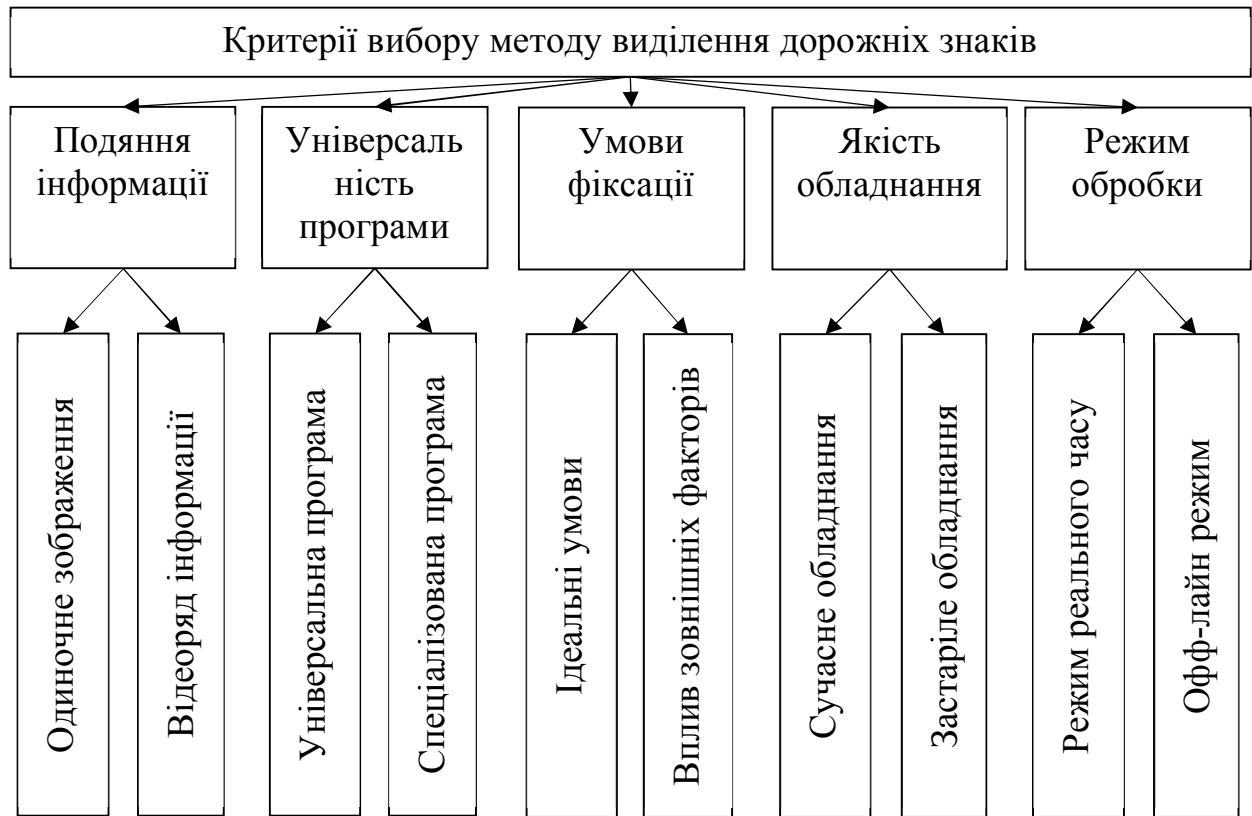 Критерії вибору методу виділення дорожніх знаків
Подяння
інформації
Універсаль
ність
програми
Умови
фіксації
Якість
обладнання
Режим
обробки
Одиночне зображення
Відеоряд інформації
Універсальна програма
Спеціалізована програма
Ідеальні умови
Вплив зовнішніх факторів
Сучасне обладнання
Застаріле обладнання
Режим реального часу
Офф-лайн режим